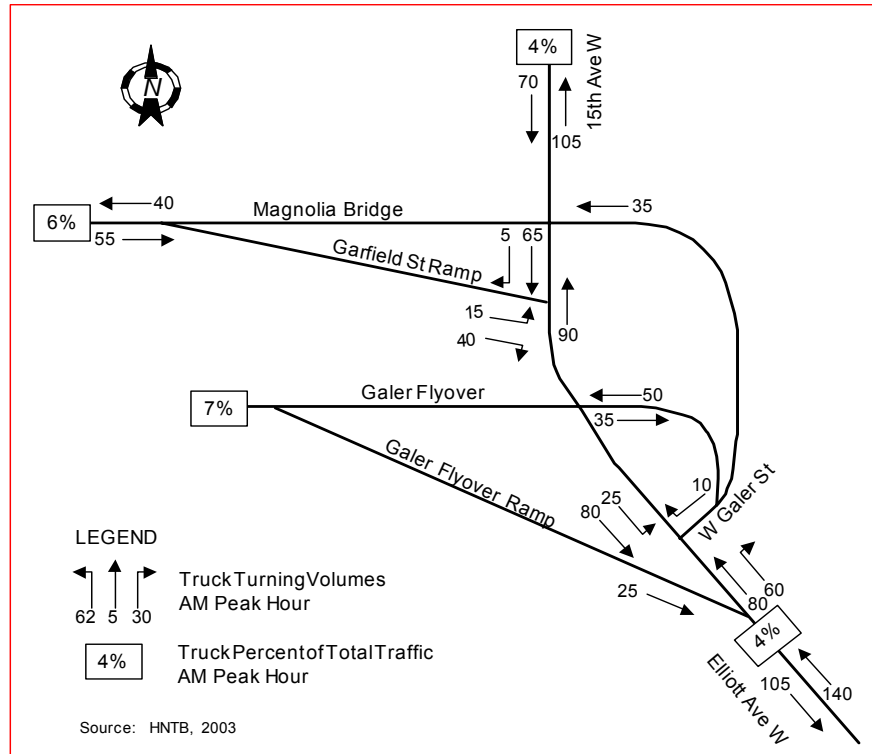 4%
15th Ave W
70
105
N
40
Magnolia Bridge
35
6%
55
5 65
Garfield St Ramp
15
90
40
Galer Flyover
50
7%
35
Galer Flyover Ramp
10
W Galer St
25
80
60
80
25
4%
105
140
Elliott Ave W
LEGEND
62 5 30
Truck Turning Volumes
AM Peak Hour
4%
Truck Percent of Total Traffic
AM Peak Hour
Source: HNTB, 2003